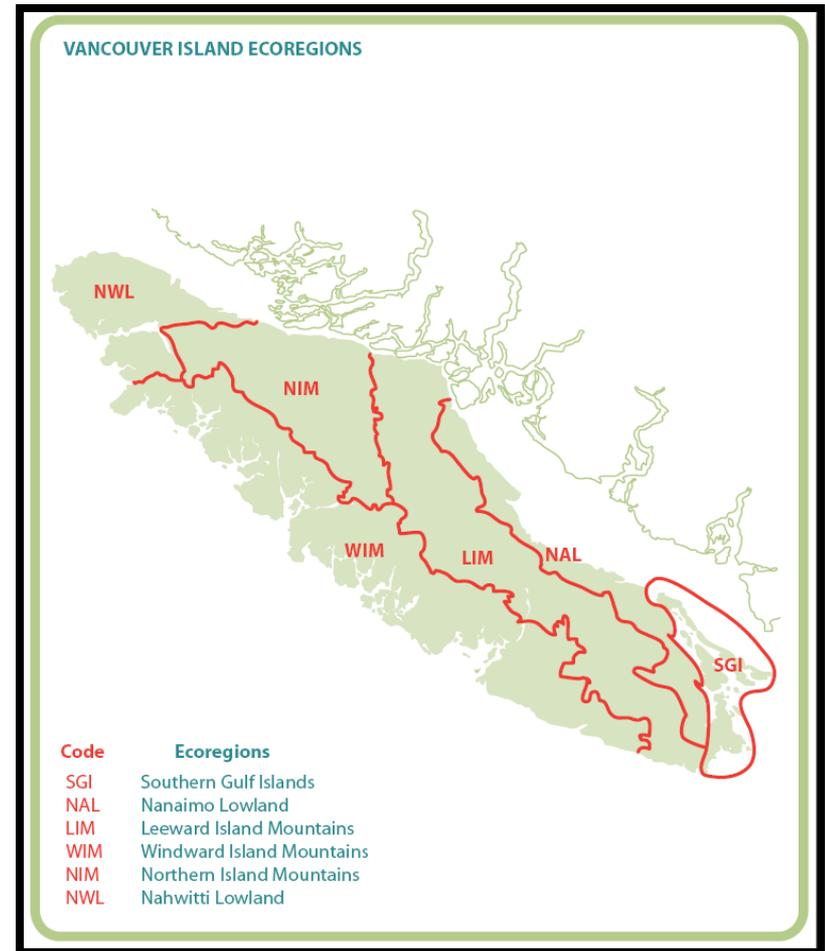 VANCOUVER ISLAND ECOREGIONS
NWL
NIM
WIM
LIM
NAL
SGI
Code Ecoregions
SGI Southern Gulf Islands
NAL Nanaimo Lowland
LIM Leeward Island Mountains
WIM Windward Island Mountains
NIM Northern Island Mountains
NWL Nahwitti Lowland